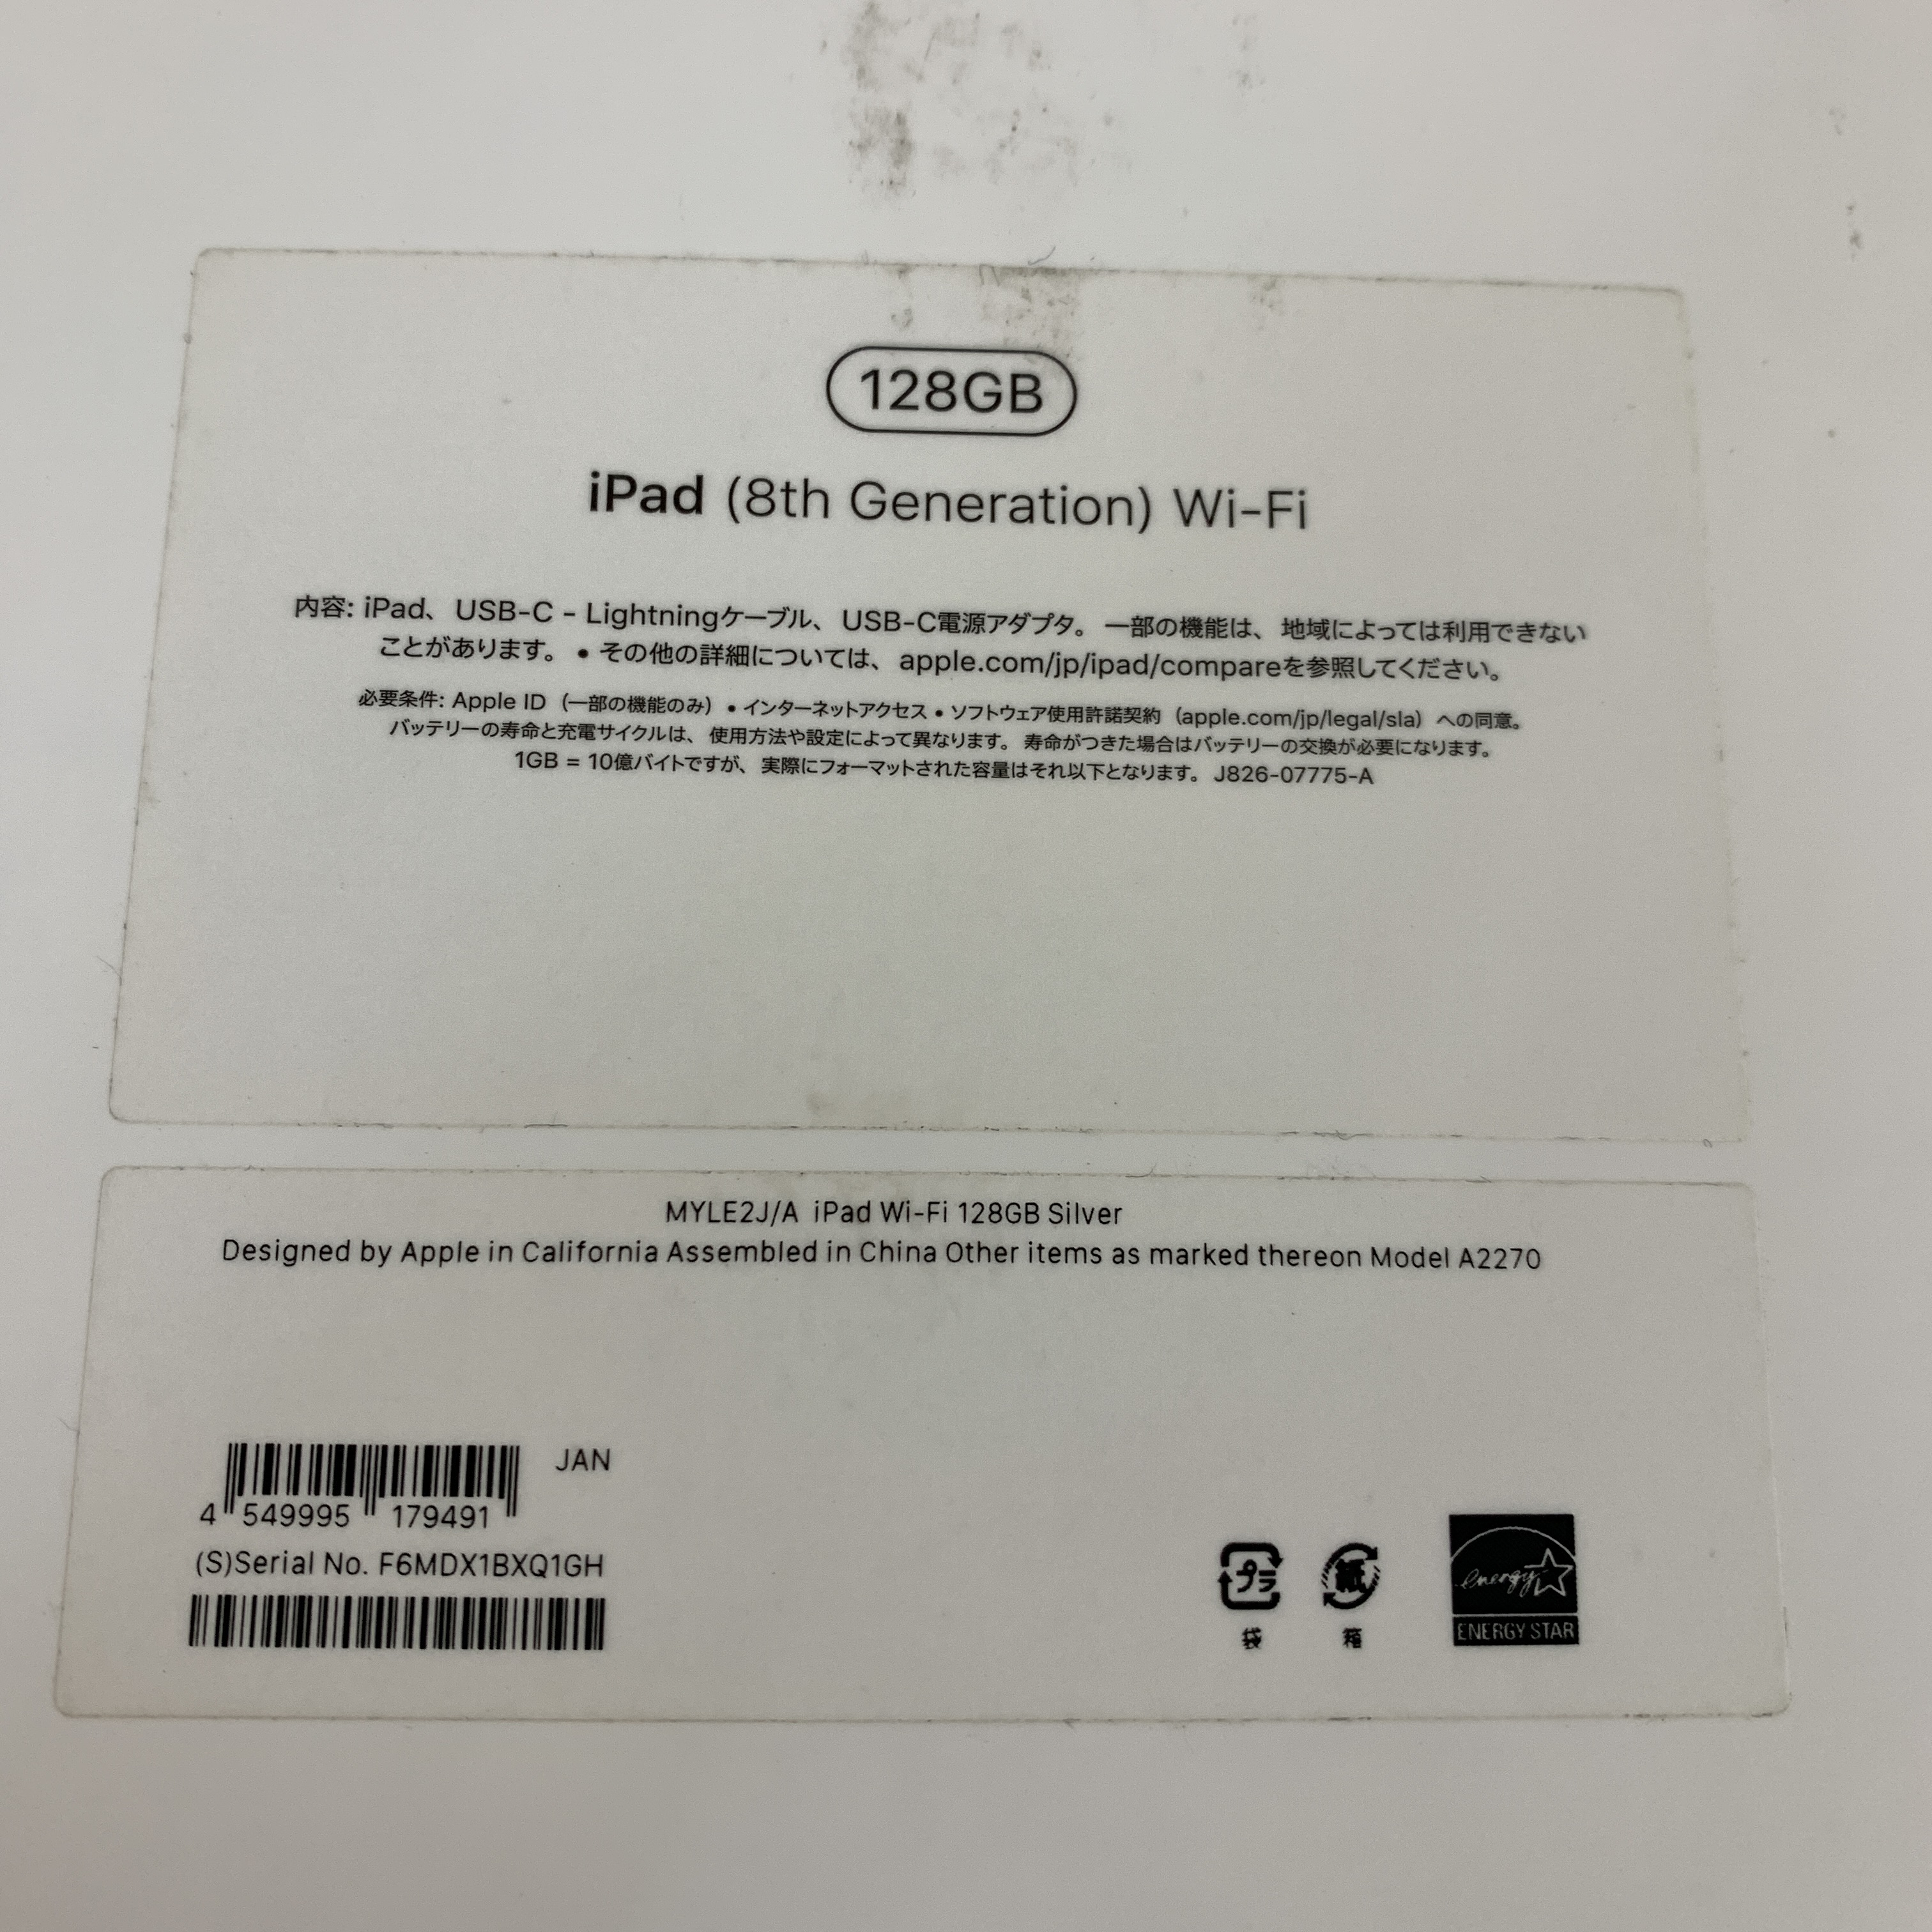 128GB
iPad (8th Generation) Wi-Fi
内容: iPad、USB-C – Lightningケーブル、USB-C電源アダプタ。一部の機能は、地域によっては利用できない
ことがあります。 • その他の詳細については、apple.com/jp/ipad/compareを参照してください。
必要条件: Apple ID（一部の機能のみ）• インターネットアクセス • ソフトウェア使用許諾契約（apple.com/jp/legal/sla）への同意。
バッテリーの寿命と充電サイクルは、使用方法や設定によって異なります。寿命がつきた場合はバッテリーの交換が必要になります。
1GB = 10億バイトですが、実際にフォーマットされた容量はそれ以下となります。J826-07775-A
MYLE2J/A iPad Wi-Fi 128GB Silver
Designed by Apple in California Assembled in China Other items as marked thereon Model A2270
JAN
4 549995 179491
(S)Serial No. F6MDX1BXQ1GH
プラ
紙
袋
箱
energy
ENERGY STAR